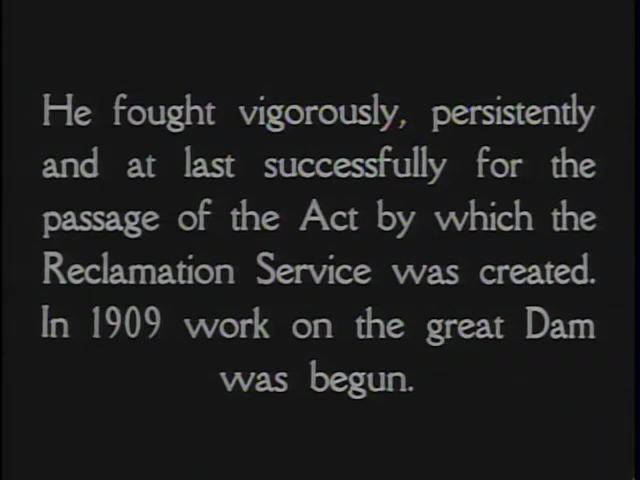 He fought vigorously, persistently
and at last successfully for the
passage of the Act by which the
Reclamation Service was created.
In 1909 work on the great Dam
was begun.